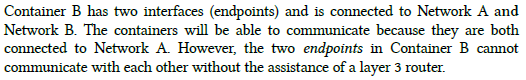 Container B has two interfaces (endpoints) and is connected to Network A and
Network B. The containers will be able to communicate because they are both
connected to Network A. However, the two endpoints in Container B cannot
communicate with each other without the assistance of a layer 3 router.